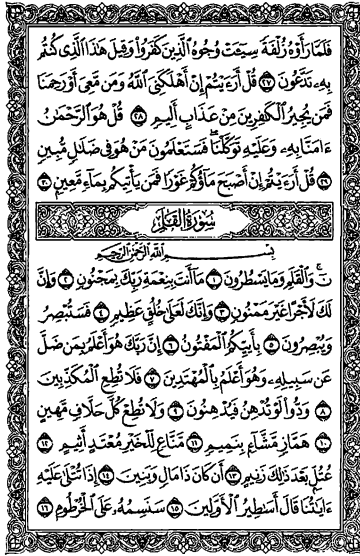 فَلَمَّا رَأَوْهُ زُلْفَةً سِيٓـَٔتْ وُجُوهُ ٱلَّذِينَ كَفَرُوا۟ وَقِيلَ هَٰذَا ٱلَّذِى كُنتُم
بِهِۦ تَدَّعُونَ ٢٧ قُلْ أَرَءَيْتُمْ إِنْ أَهْلَكَنِىَ ٱللَّهُ وَمَن مَّعِىَ أَوْ رَحِمَنَا
فَمَن يُجِيرُ ٱلْكَٰفِرِينَ مِنْ عَذَابٍ أَلِيمٍ ٢٨ قُلْ هُوَ ٱلرَّحْمَٰنُ
ءَامَنَّا بِهِۦ وَعَلَيْهِ تَوَكَّلْنَا ۖ فَسَتَعْلَمُونَ مَنْ هُوَ فِى ضَلَٰلٍ مُّبِينٍ
٢٩ قُلْ أَرَءَيْتُمْ إِنْ أَصْبَحَ مَآؤُكُمْ غَوْرًا فَمَن يَأْتِيكُم بِمَآءٍ مَّعِينٍۭ ٣٠
سُورَةُ القَلَمِ
بِسْمِ ٱللَّهِ ٱلرَّحْمَٰنِ ٱلرَّحِيمِ
نٓ ۚ وَٱلْقَلَمِ وَمَا يَسْطُرُونَ ١ مَآ أَنتَ بِنِعْمَةِ رَبِّكَ بِمَجْنُونٍ ٢ وَإِنَّ
لَكَ لَأَجْرًا غَيْرَ مَمْنُونٍ ٣ وَإِنَّكَ لَعَلَىٰ خُلُقٍ عَظِيمٍ ٤ فَسَتُبْصِرُ
وَيُبْصِرُونَ ٥ بِأَييِّكُمُ ٱلْمَفْتُونُ ٦ إِنَّ رَبَّكَ هُوَ أَعْلَمُ بِمَن ضَلَّ
عَن سَبِيلِهِۦ وَهُوَ أَعْلَمُ بِٱلْمُهْتَدِينَ ٧ فَلَا تُطِعِ ٱلْمُكَذِّبِينَ
٨ وَدُّوا۟ لَوْ تُدْهِنُ فَيُدْهِنُونَ ٩ وَلَا تُطِعْ كُلَّ حَلَّافٍ مَّهِينٍ
١٠ هَمَّازٍ مَّشَّآءٍۭ بِنَمِيمٍ ١١ مَّنَّاعٍ لِّلْخَيْرِ مُعْتَدٍ أَثِيمٍ ١٢
عُتُلٍّۭ بَعْدَ ذَٰلِكَ زَنِيمٍ ١٣ أَن كَانَ ذَا مَالٍ وَبَنِينَ ١٤ إِذَا تُتْلَىٰ عَلَيْهِ
ءَايَٰتُنَا قَالَ أَسَٰطِيرُ ٱلْأَوَّلِينَ ١٥ سَنَسِمُهُۥ عَلَى ٱلْخُرْطُومِ ١٦